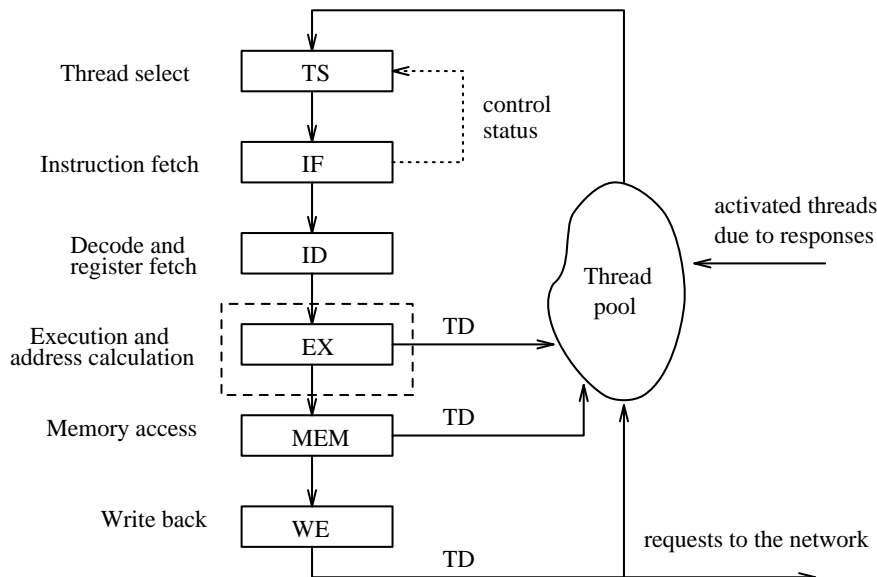 Thread select
TS
control
status
Instruction fetch
IF
activated threads
due to responses
Decode and
register fetch
ID
Thread
pool
Execution and
address calculation
EX
TD
Memory access
MEM
TD
Write back
WE
TD
requests to the network